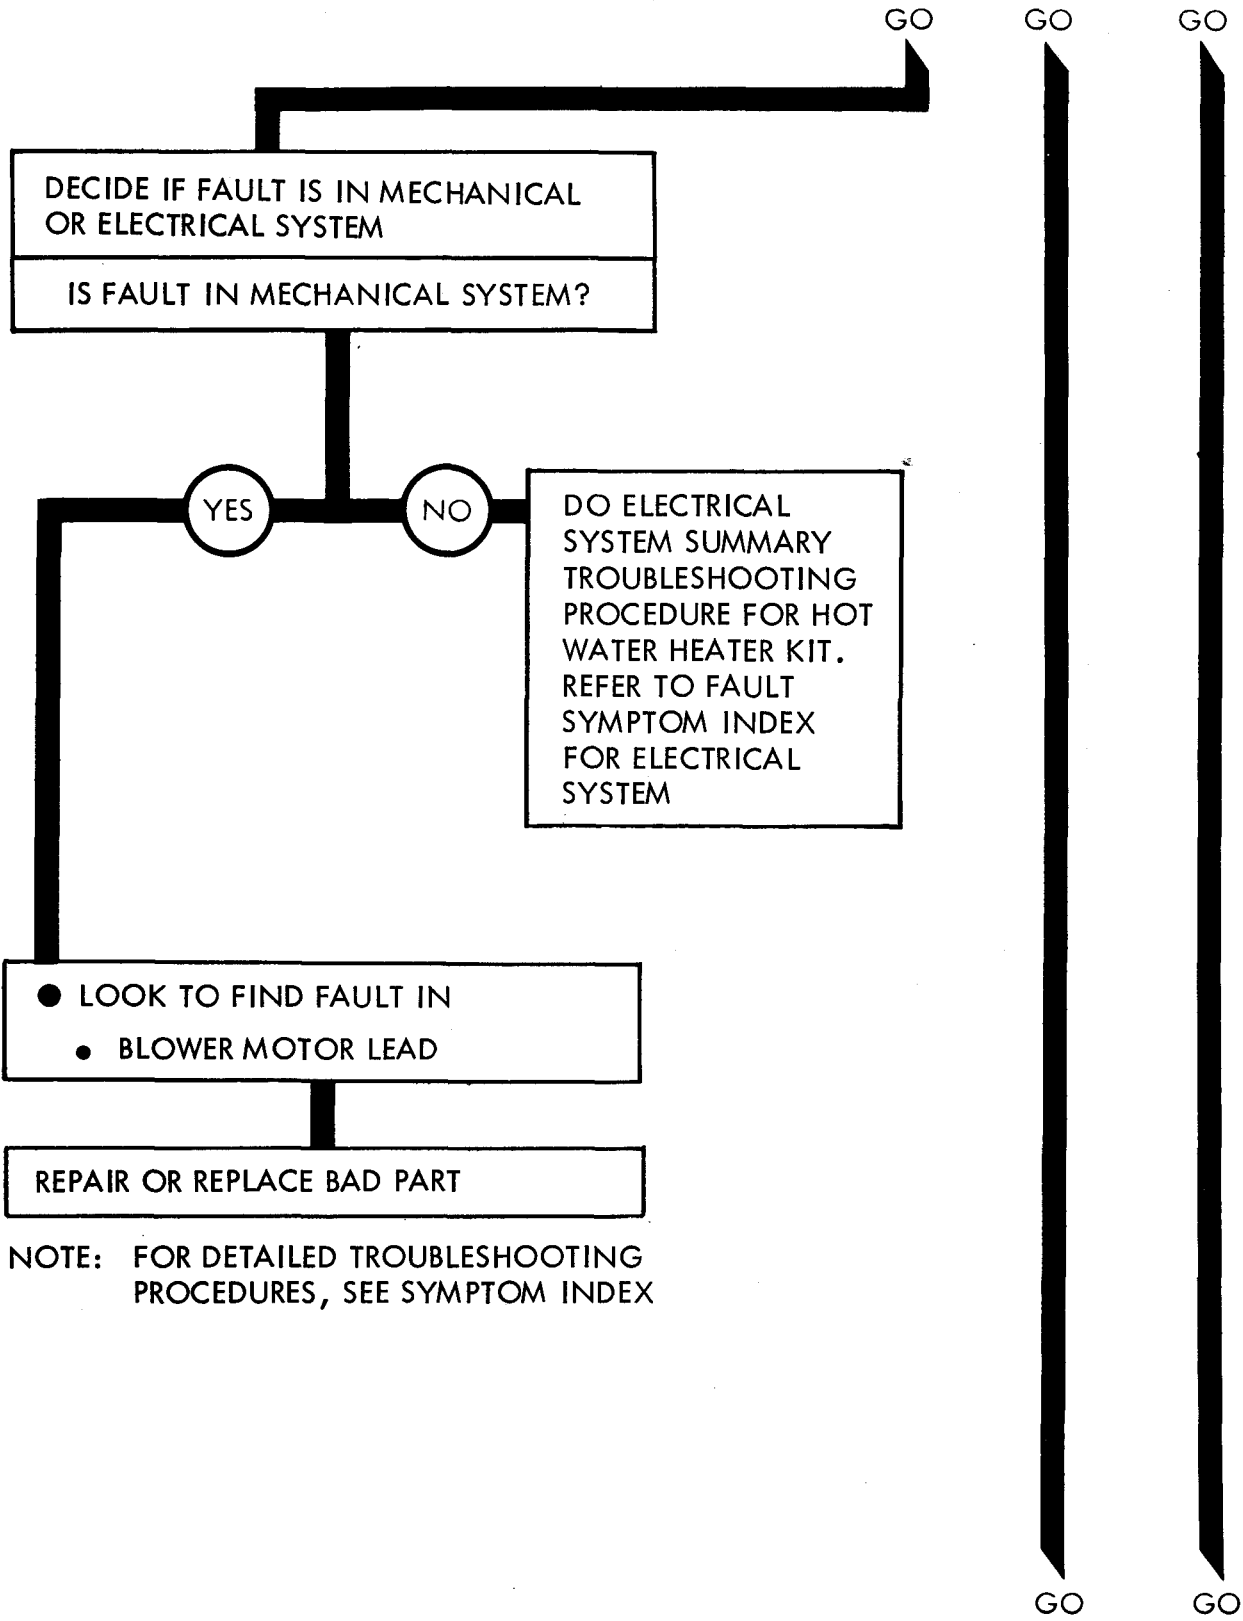 GO GO GO
DECIDE IF FAULT IS IN MECHANICAL
OR ELECTRICAL SYSTEM
IS FAULT IN MECHANICAL SYSTEM?
YES NO
DO ELECTRICAL
SYSTEM SUMMARY
TROUBLESHOOTING
PROCEDURE FOR HOT
WATER HEATER KIT.
REFER TO FAULT
SYMPTOM INDEX
FOR ELECTRICAL
SYSTEM
● LOOK TO FIND FAULT IN
• BLOWER MOTOR LEAD
REPAIR OR REPLACE BAD PART
NOTE: FOR DETAILED TROUBLESHOOTING
PROCEDURES, SEE SYMPTOM INDEX
GO GO